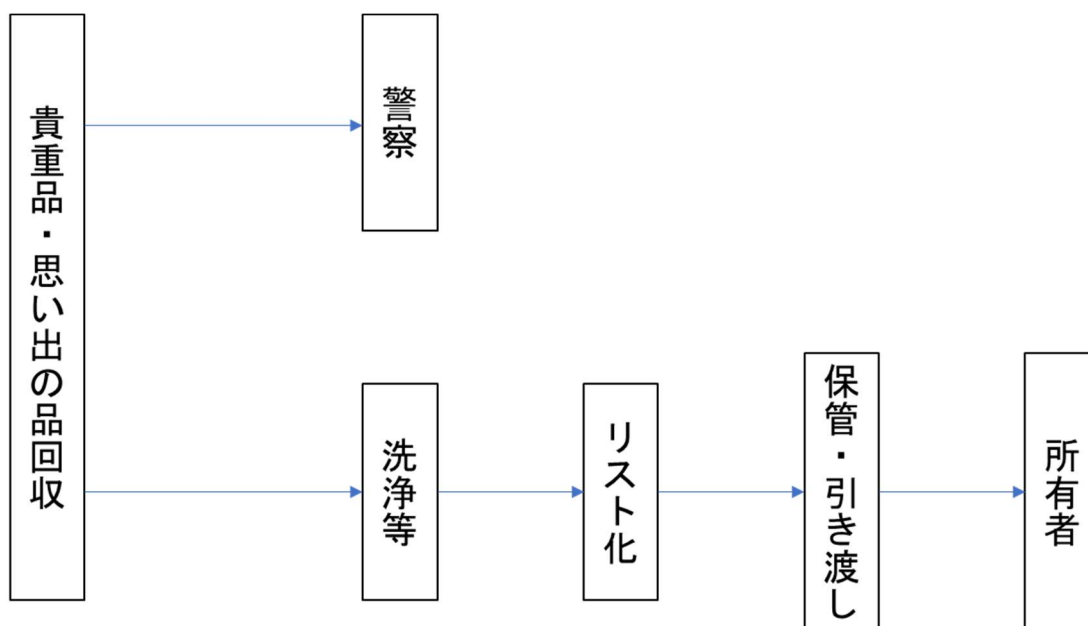 貴重品・思い出の品回収
警察
洗浄等
リスト化
保管・引き渡し
所有者